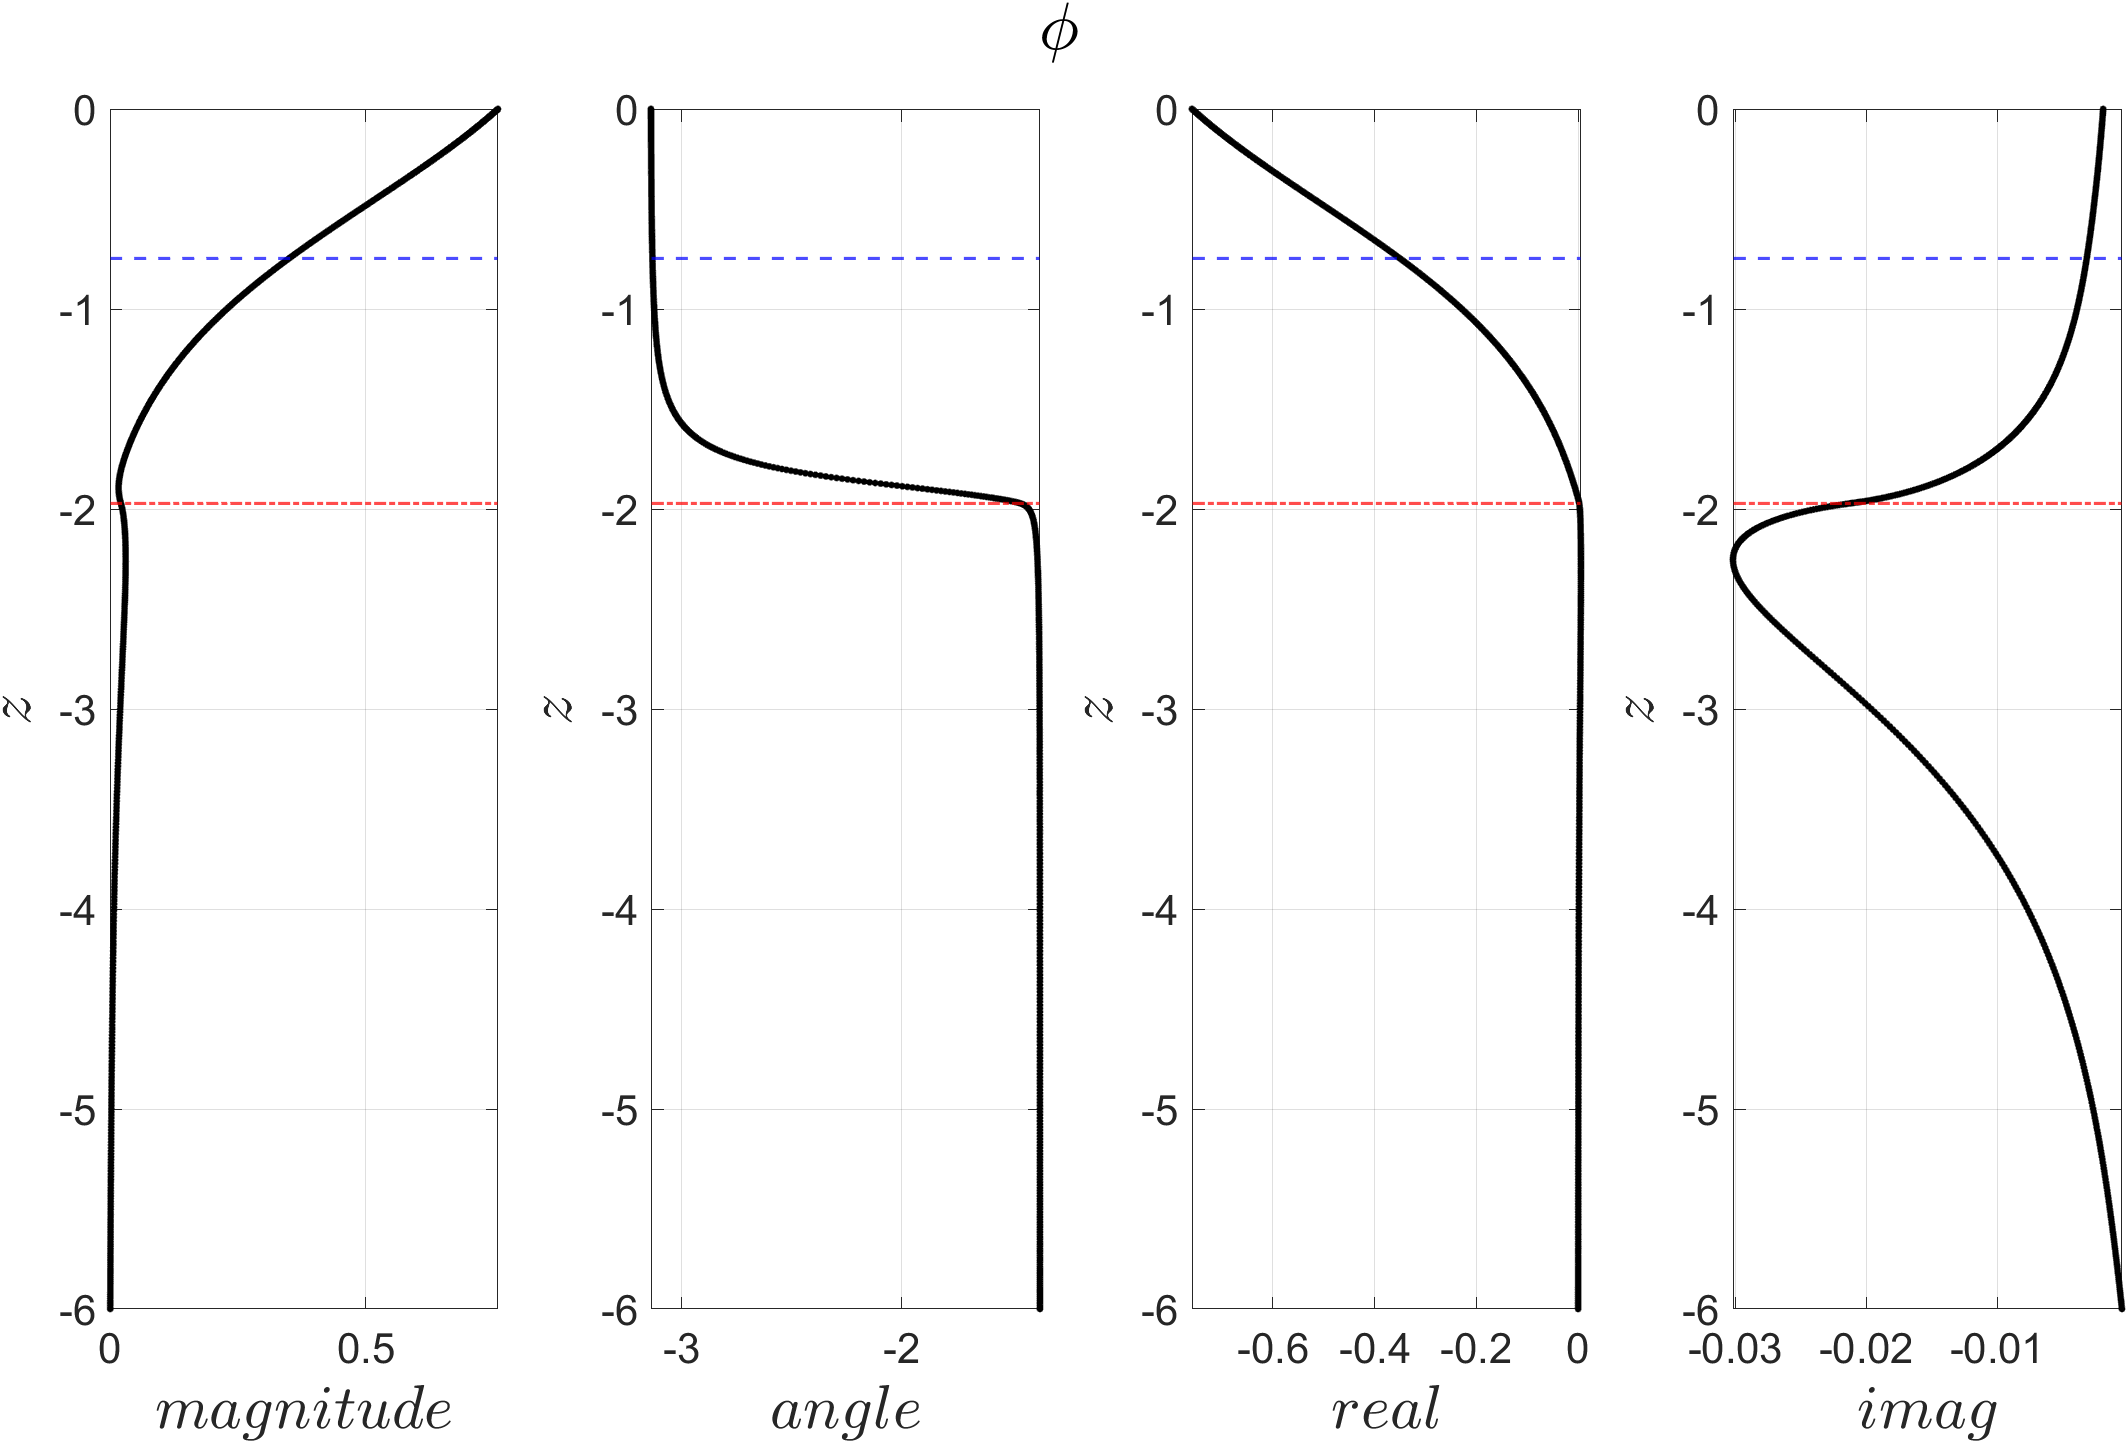 ϕ
0 0 0 0
-1 -1 -1 -1
-2 -2 -2 -2
z -3 z -3 z -3 z -3
-4 -4 -4 -4
-5 -5 -5 -5
-6 -6 -6 -6
0 0.5 -3 -2 -0.6 -0.4 -0.2 0 -0.03 -0.02 -0.01
magnitude angle real imag